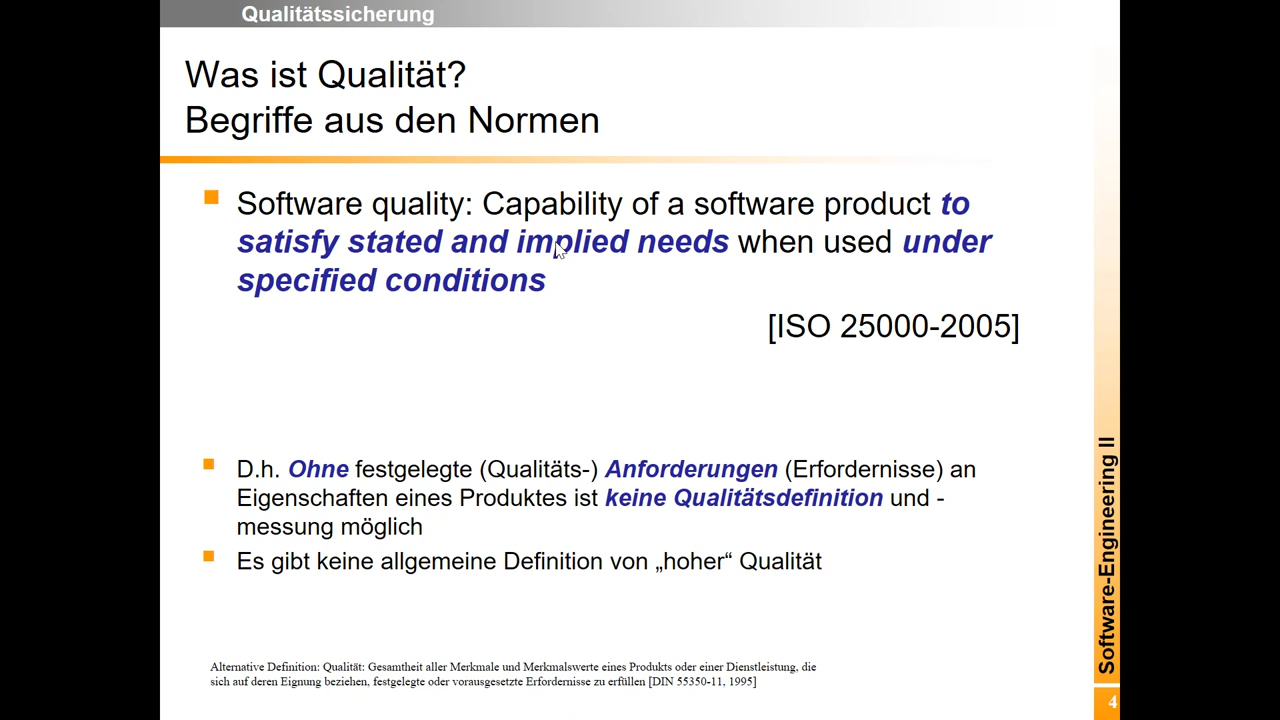 Qualitätssicherung
Was ist Qualität?
Begriffe aus den Normen
Software quality: Capability of a software product to
satisfy stated and implied needs when used under
specified conditions
[ISO 25000-2005]
D.h. Ohne festgelegte (Qualitäts-) Anforderungen (Erfordernisse) an
Eigenschaften eines Produktes ist keine Qualitätsdefinition und -
messung möglich
Es gibt keine allgemeine Definition von „hoher“ Qualität
Alternative Definition: Qualität: Gesamtheit aller Merkmale und Merkmalswerte eines Produkts oder einer Dienstleistung, die
sich auf deren Eignung beziehen, festgelegte oder vorausgesetzte Erfordernisse zu erfüllen [DIN 55350-11, 1995]
Software-Engineering II
4